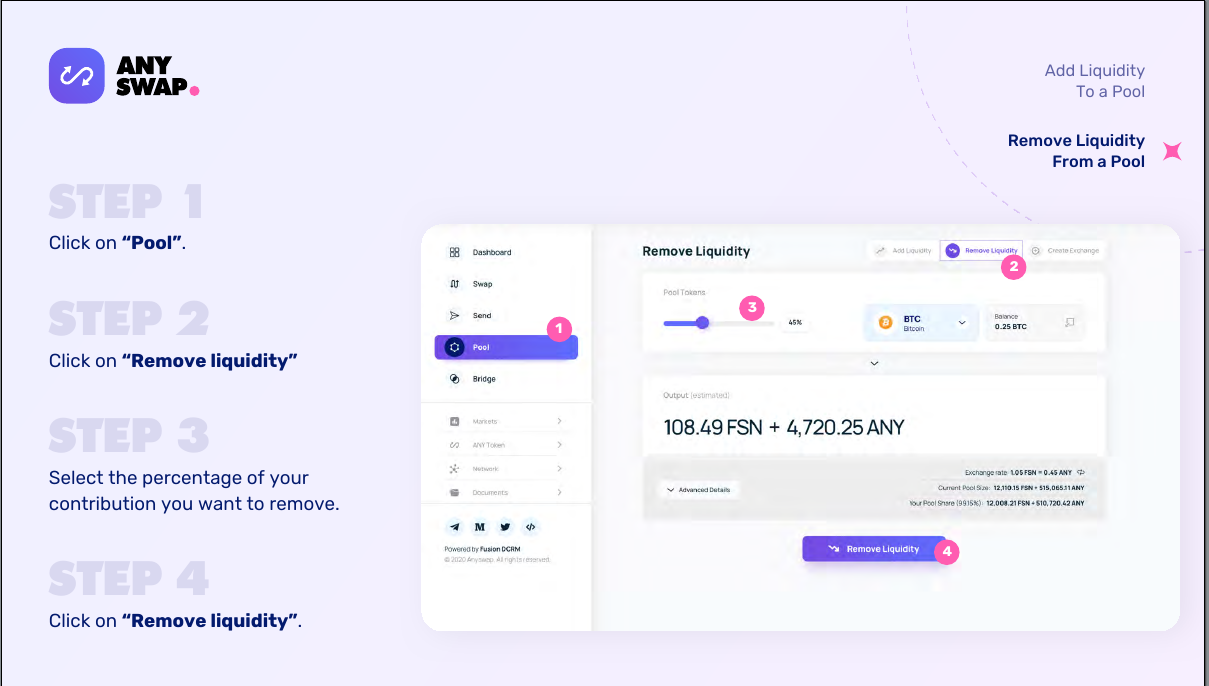 ANY
SWAP
Add Liquidity
To a Pool
Remove Liquidity
From a Pool
STEP 1
Click on “Pool”.
STEP 2
Click on “Remove liquidity”
STEP 3
Select the percentage of your
contribution you want to remove.
STEP 4
Click on “Remove liquidity”.
Dashboard
Swap
Send
1
Pool
Bridge
Markets
ANY Token
Network
Documents
M
Powered by Fusion DCRM
© 2020 Anyswap. All rights reserved.
Remove Liquidity
Add Liquidity
Remove Liquidity
Create Exchange
2
Pool Tokens
3
45%
BTC
Bitcoin
Balance
0.25 BTC
Output (estimated)
108.49 FSN + 4,720.25 ANY
Advanced Details
Exchange rate: 1.05 FSN = 0.45 ANY
Current Pool Size: 12,110.15 FSN + 515,065.11 ANY
Your Pool Share (99.15%): 12,008.21 FSN + 510,720.42 ANY
Remove Liquidity
4